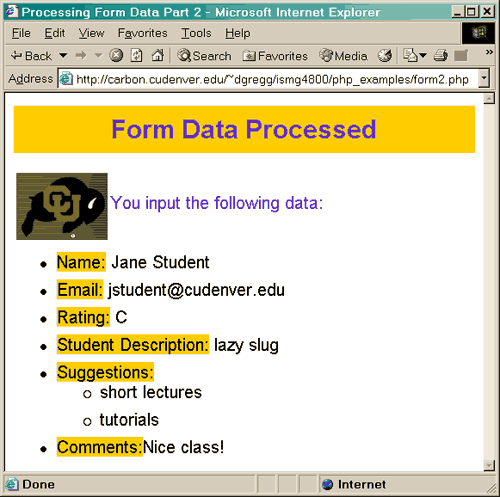 Processing Form Data Part 2 - Microsoft Internet Explorer
File Edit View Favorites Tools Help
Back Search Favorites Media
Address http://carbon.cudenver.edu/~dgregg/ismg4800/php_examples/form2.php
Form Data Processed
CU You input the following data:
Name: Jane Student
Email: jstudent@cudenver.edu
Rating: C
Student Description: lazy slug
Suggestions:
short lectures
tutorials
Comments:Nice class!
Done Internet